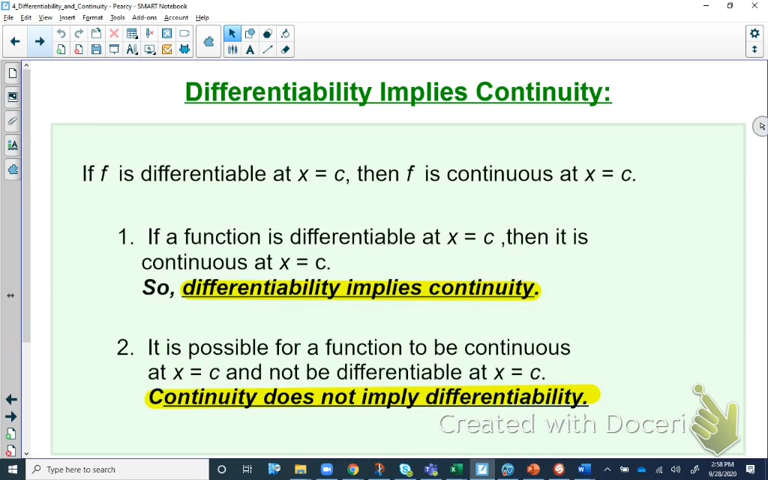 4_Differentiability_and_Continuity - Pearcy - SMART Notebook
File Edit View Insert Format Tools Add-ons Account Help
Differentiability Implies Continuity:
If f is differentiable at x = c, then f is continuous at x = c.
1. If a function is differentiable at x = c ,then it is
continuous at x = c.
So, differentiability implies continuity.
2. It is possible for a function to be continuous
at x = c and not be differentiable at x = c.
Continuity does not imply differentiability.
Created with Doceri
Type here to search
2:58 PM
9/28/2020